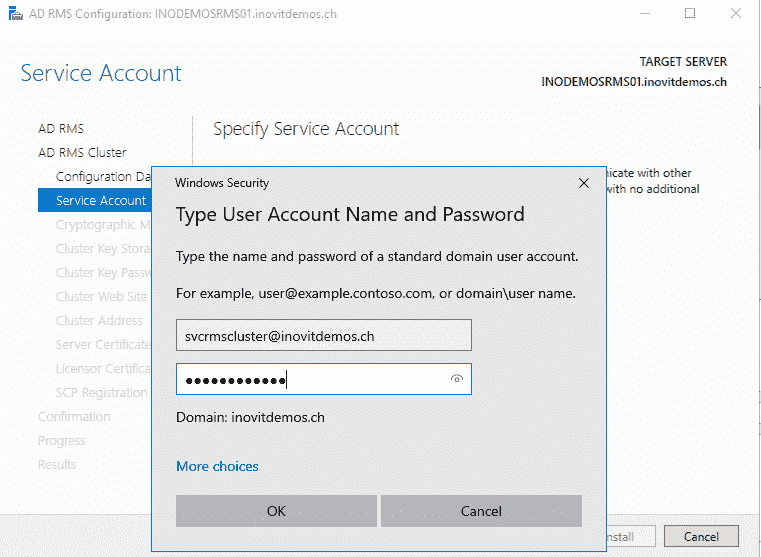 AD RMS Configuration: INODEMOSRMS01.inovitdemos.ch
Service Account
TARGET SERVER
INODEMOSRMS01.inovitdemos.ch
AD RMS
AD RMS Cluster
Configuration Da
Service Account
Cryptographic M
Cluster Key Stora
Cluster Key Passw
Cluster Web Site
Cluster Address
Server Certificate
Licensor Certifica
SCP Registration
Confirmation
Progress
Results
Specify Service Account
nicate with other
with no additional
Windows Security
Type User Account Name and Password
Type the name and password of a standard domain user account.
For example, user@example.contoso.com, or domain\user name.
svcrmscluster@inovitdemos.ch
●●●●●●●●●●●●
Domain: inovitdemos.ch
More choices
OK
Cancel
nstall
Cancel